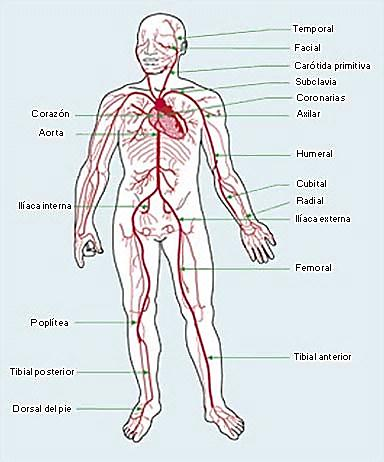 Temporal
Facial
Carótida primitiva
Subclavia
Coronarias
Axilar
Humeral
Cubital
Radial
Ilíaca externa
Femoral
Tibial anterior
Corazón
Aorta
Ilíaca interna
Poplítea
Tibial posterior
Dorsal del pie